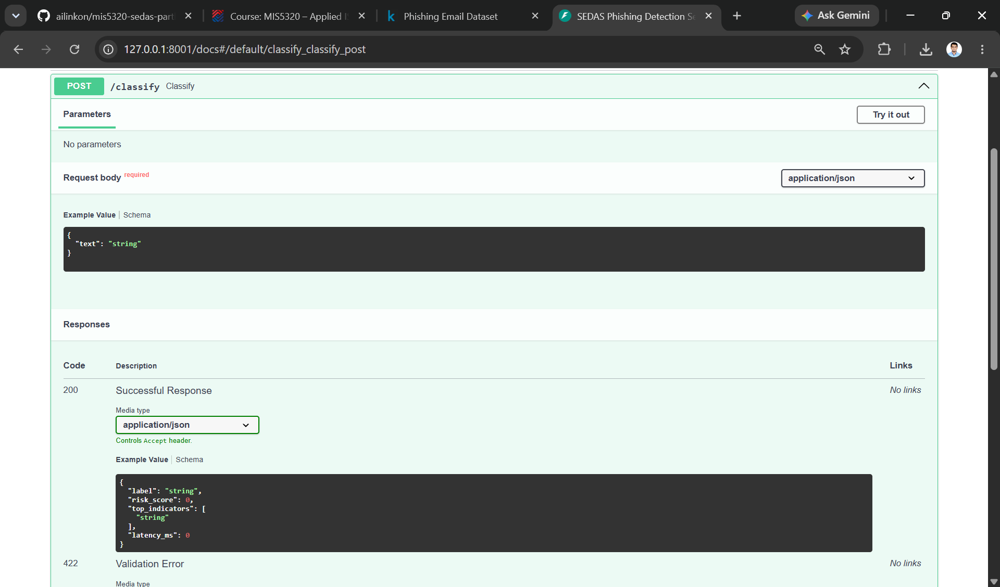 ailinkon/mis5320-sedas-part
Course: MIS5320 – Applied
Phishing Email Dataset
SEDAS Phishing Detection
Ask Gemini
127.0.0.1:8001/docs#/default/classify_classify_post
POST /classify Classify
Parameters
Try it out
No parameters
Request body required
application/json
Example Value Schema
{
"text": "string"
}
Responses
Code Description Links
200 Successful Response No links
Media type
application/json
Controls Accept header.
Example Value Schema
{
"label": "string",
"risk_score": 0,
"top_indicators": [
"string"
],
"latency_ms": 0
}
422 Validation Error No links
Media type